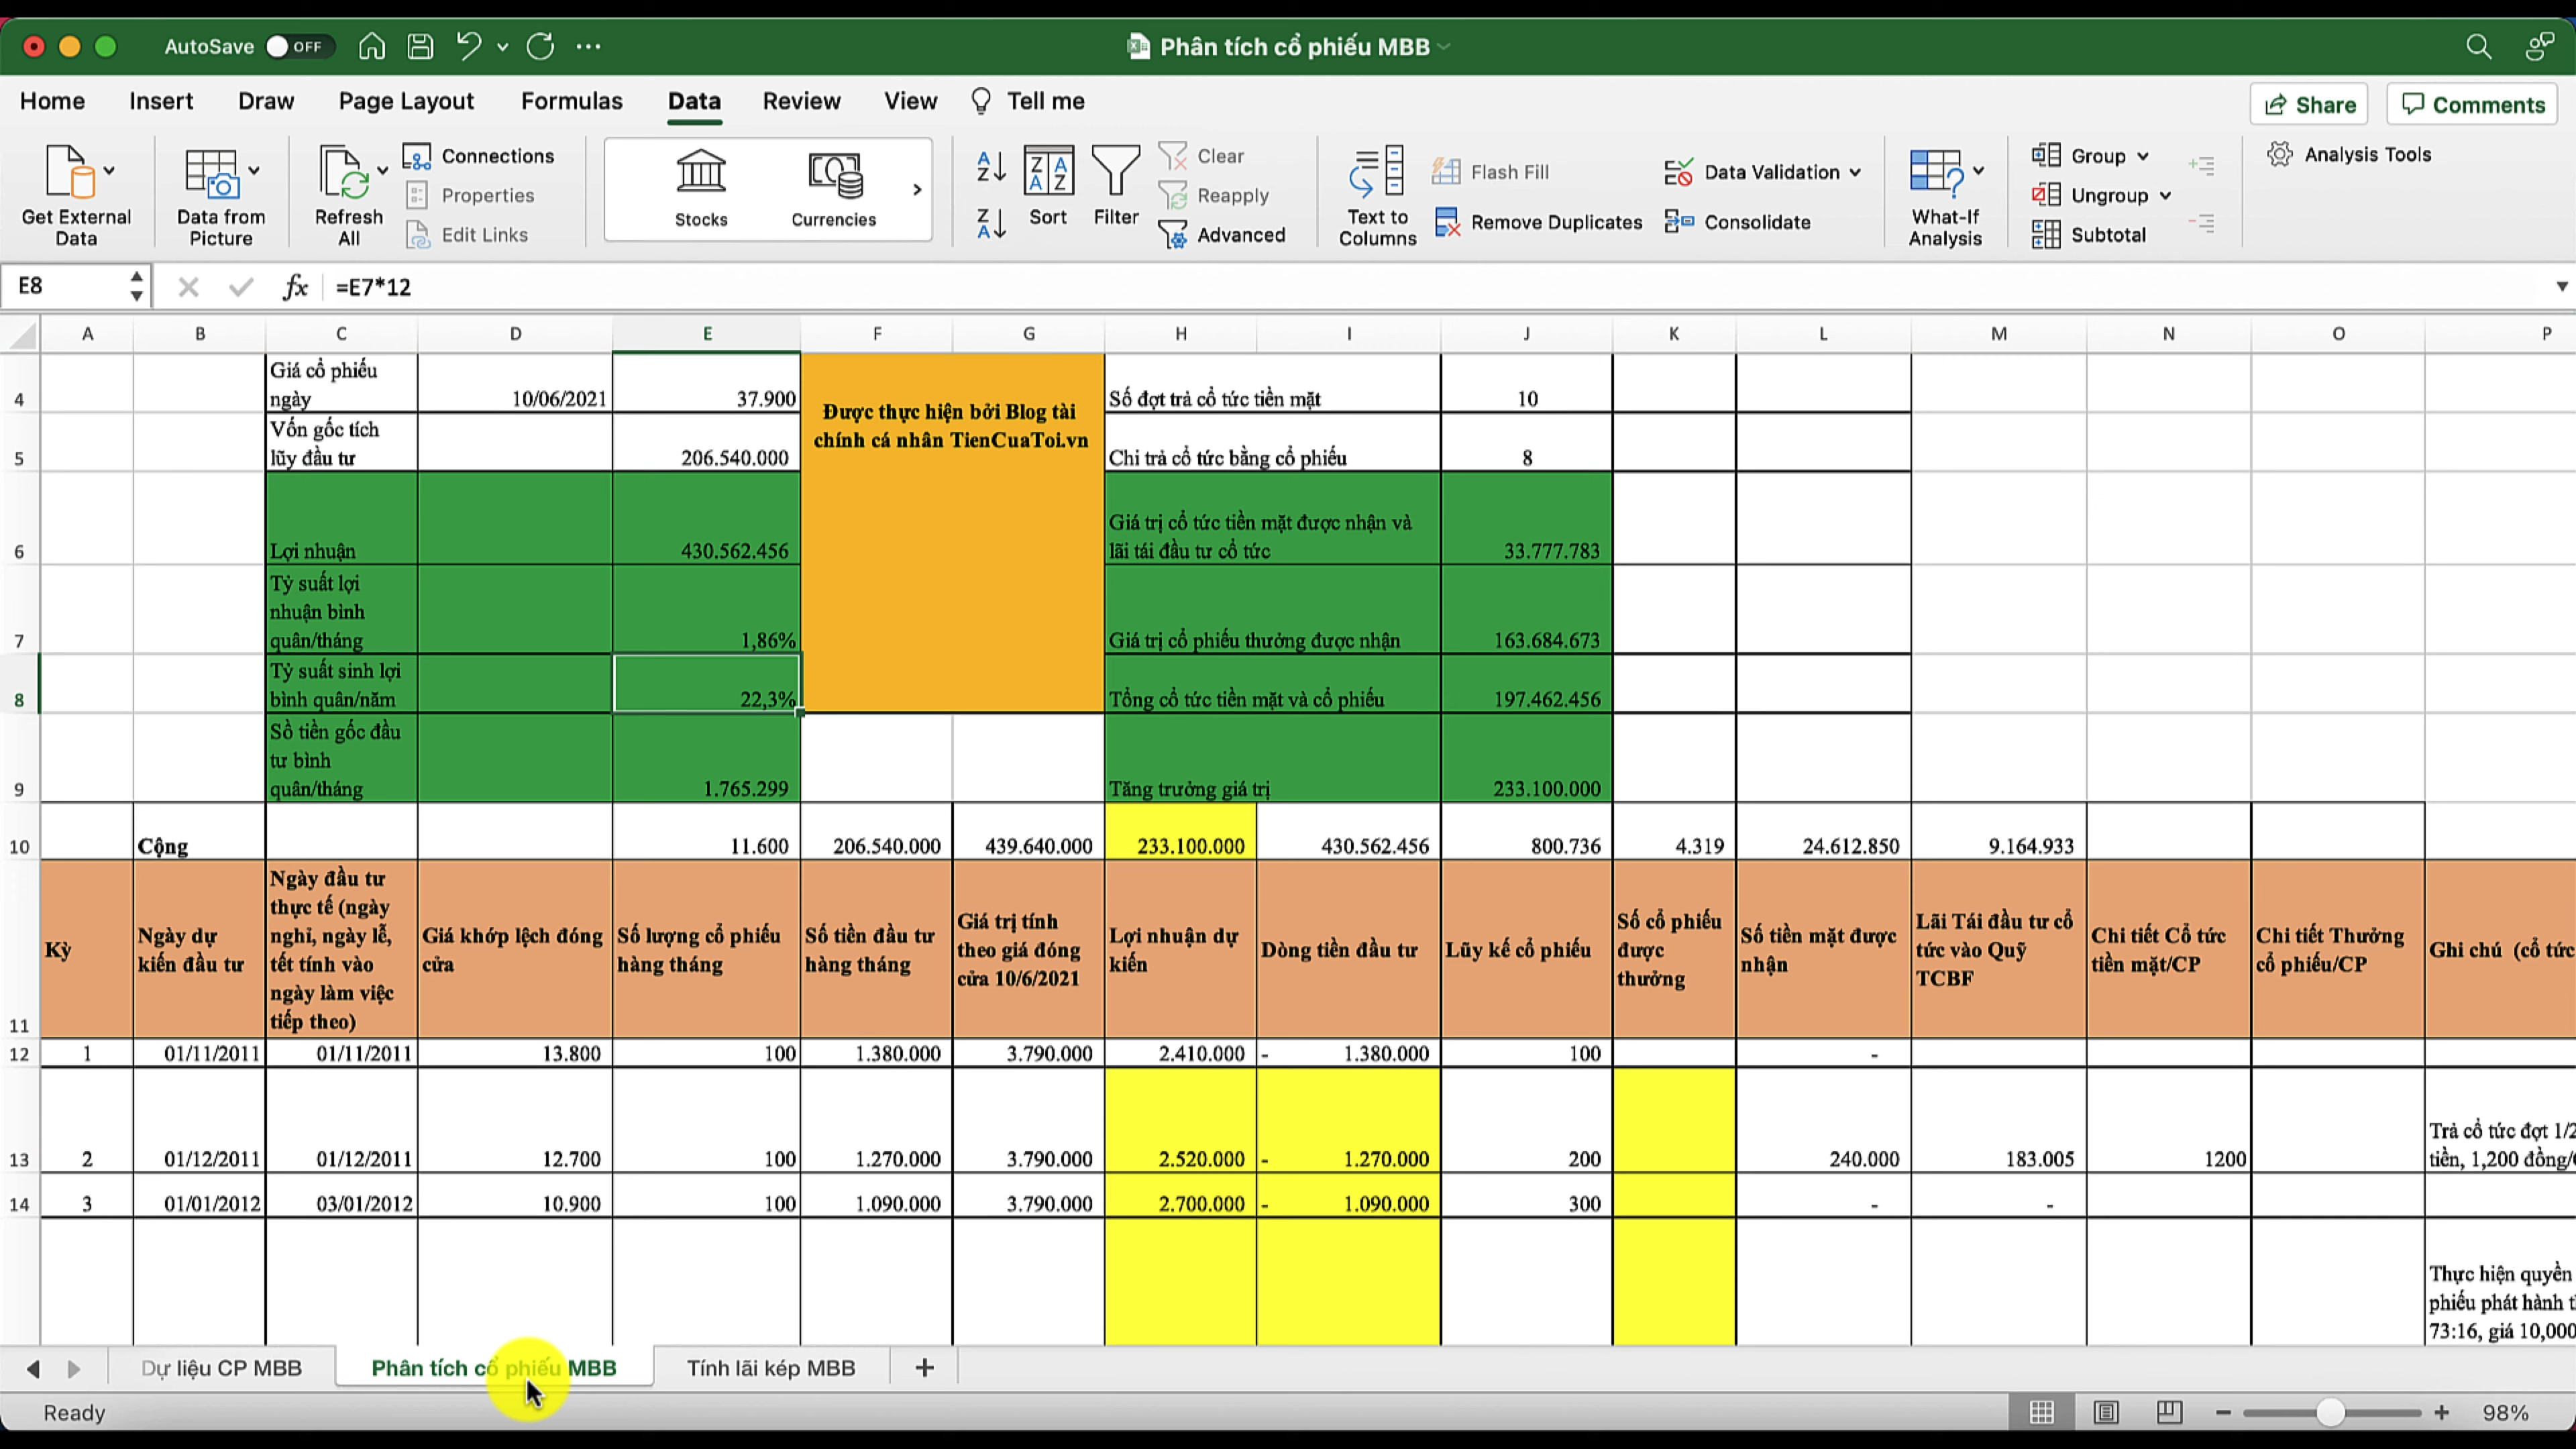 AutoSave OFF
Phân tích cổ phiếu MBB
Home Insert Draw Page Layout Formulas Data Review View Tell me
Share Comments
Get External Data
Data from Picture
Refresh All
Connections
Properties
Edit Links
Stocks
Currencies
Sort
Filter
Clear
Reapply
Advanced
Text to Columns
Flash Fill
Remove Duplicates
Data Validation
Consolidate
What-If Analysis
Group
Ungroup
Subtotal
Analysis Tools
E8 fx =E7*12
A B C D E F G H I J K L M N O P
4 Giá cổ phiếu ngày 10/06/2021 37.900 Số đợt trả cổ tức tiền mặt 10
Được thực hiện bởi Blog tài
chính cá nhân TienCuaToi.vn
5 Vốn gốc tích lũy đầu tư 206.540.000 Chi trả cổ tức bằng cổ phiếu 8
6 Lợi nhuận 430.562.456 Giá trị cổ tức tiền mặt được nhận và lãi tái đầu tư cổ tức 33.777.783
7 Tỷ suất lợi nhuận bình quân/tháng 1,86% Giá trị cổ phiếu thưởng được nhận 163.684.673
8 Tỷ suất sinh lợi bình quân/năm 22,3% Tổng cổ tức tiền mặt và cổ phiếu 197.462.456
9 Số tiền gốc đầu tư bình quân/tháng 1.765.299 Tăng trưởng giá trị 233.100.000
10 Cộng 11.600 206.540.000 439.640.000 233.100.000 430.562.456 800.736 4.319 24.612.850 9.164.933
11 Kỳ
Ngày dự kiến đầu tư
Ngày đầu tư thực tế (ngày nghỉ, ngày lễ, tết tính vào ngày làm việc tiếp theo)
Giá khớp lệch đóng cửa
Số lượng cổ phiếu hàng tháng
Số tiền đầu tư hàng tháng
Giá trị tính theo giá đóng cửa 10/6/2021
Lợi nhuận dự kiến
Dòng tiền đầu tư
Lũy kế cổ phiếu
Số cổ phiếu được thưởng
Số tiền mặt được nhận
Lãi Tái đầu tư cổ tức vào Quỹ TCBF
Chi tiết Cổ tức tiền mặt/CP
Chi tiết Thưởng cổ phiếu/CP
Ghi chú (cổ tức
12 1 01/11/2011 01/11/2011 13.800 100 1.380.000 3.790.000 2.410.000 - 1.380.000 100 -
13 2 01/12/2011 01/12/2011 12.700 100 1.270.000 3.790.000 2.520.000 - 1.270.000 200 240.000 183.005 1200
Trả cổ tức đợt 1/2
tiền, 1,200 đồng/
14 3 01/01/2012 03/01/2012 10.900 100 1.090.000 3.790.000 2.700.000 - 1.090.000 300 - -
Thực hiện quyền
phiếu phát hành
73:16, giá 10,000
Dự liệu CP MBB Phân tích cổ phiếu MBB Tính lãi kép MBB +
Ready 98%